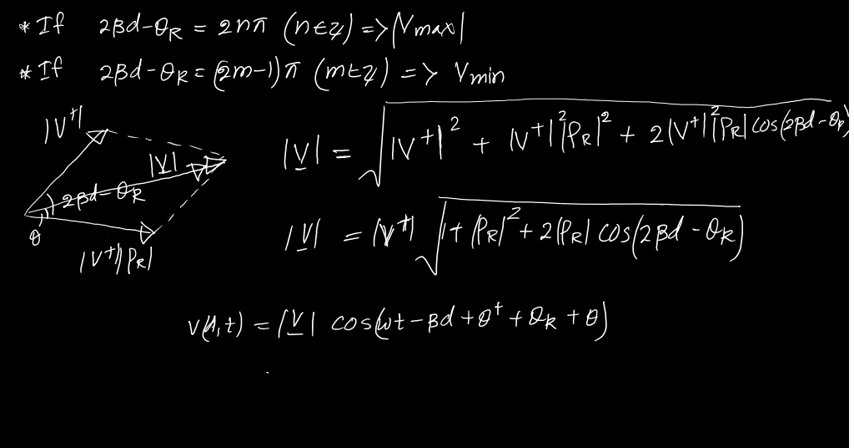 * If 2βd-θR = 2nπ (n∈ψ) => |Vmax|
* If 2βd-θR = (2m-1)π (m∈ψ) => Vmin
|V⁺|
|V|
2βd-θR
θ
|V⁺||ρR|
|V| = √|V⁺|² + |V⁺|²|ρR|² + 2|V⁺|²|ρR|cos(2βd-θR)
|V| = |V⁺| √1+|ρR|²+2|ρR| cos(2βd-θR)
v(d,t) = |V| cos(ωt-βd+θ⁺+θR+θ)